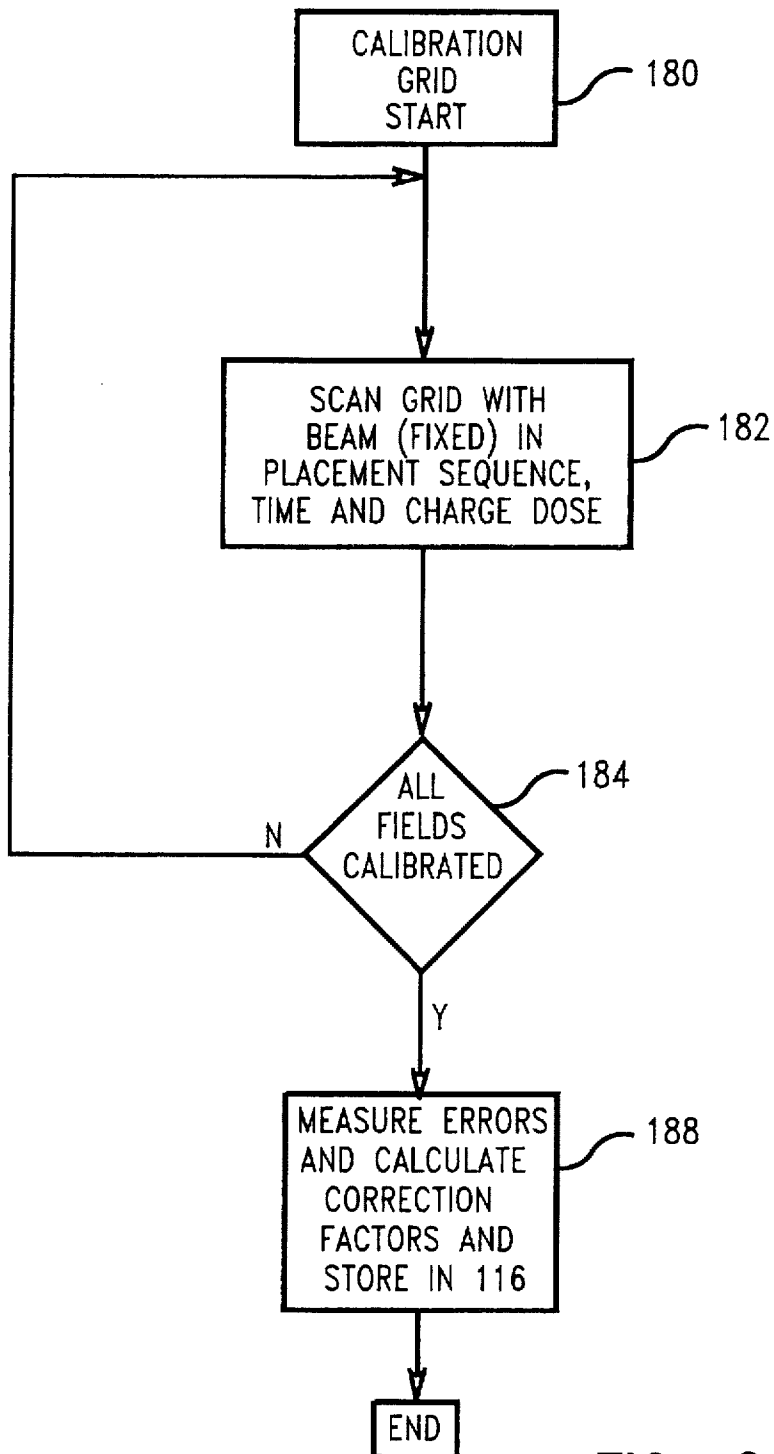 CALIBRATION
GRID
START
180
SCAN GRID WITH
BEAM (FIXED) IN
PLACEMENT SEQUENCE,
TIME AND CHARGE DOSE
182
ALL
FIELDS
CALIBRATED
184
N
Y
MEASURE ERRORS
AND CALCULATE
CORRECTION
FACTORS AND
STORE IN 116
188
END